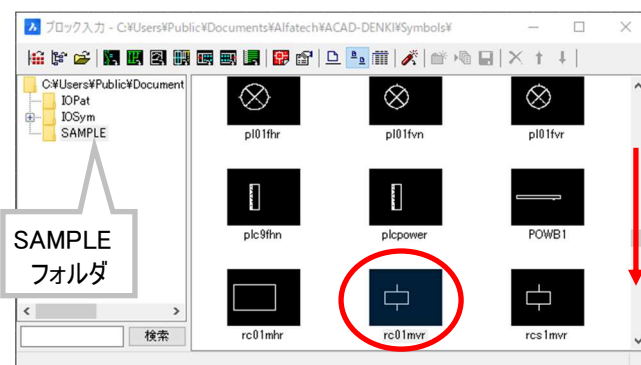 ブロック入力 - C:¥Users¥Public¥Documents¥Alfatech¥ACAD-DENKI¥Symbols¥
C:¥Users¥Public¥Document
IOPat
IOSym
SAMPLE
SAMPLE
フォルダ
検索
pl01fhr
pl01fvn
pl01fvr
plc9fhn
plcpower
POWB1
rc01mhr
rc01mvr
rcs1mvr